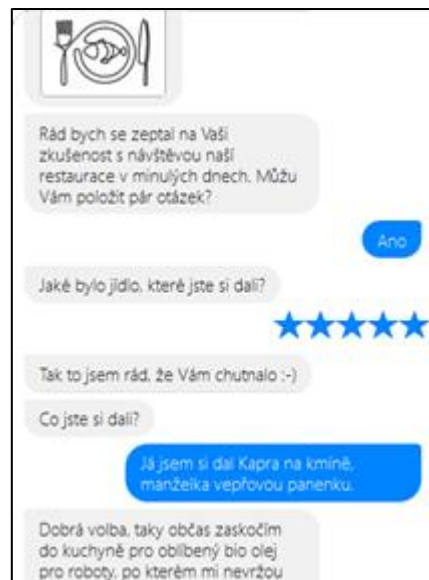 Rád bych se zeptal na Vaši
zkušenost s návštěvou naší
restaurace v minulých dnech. Můžu
Vám položit pár otázek?
Ano
Jaké bylo jídlo, které jste si dali?
★★★★★
Tak to jsem rád, že Vám chutnalo :-)
Co jste si dali?
Já jsem si dal Kapra na kmíně,
manželka vepřovou panenku.
Dobrá volba, taky občas zaskočím
do kuchyně pro oblíbený bio olej
pro roboty, po kterém mi nevržou